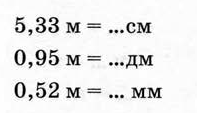 5,33 м = ...см
0,95 м = ...дм
0,52 м = ... мм